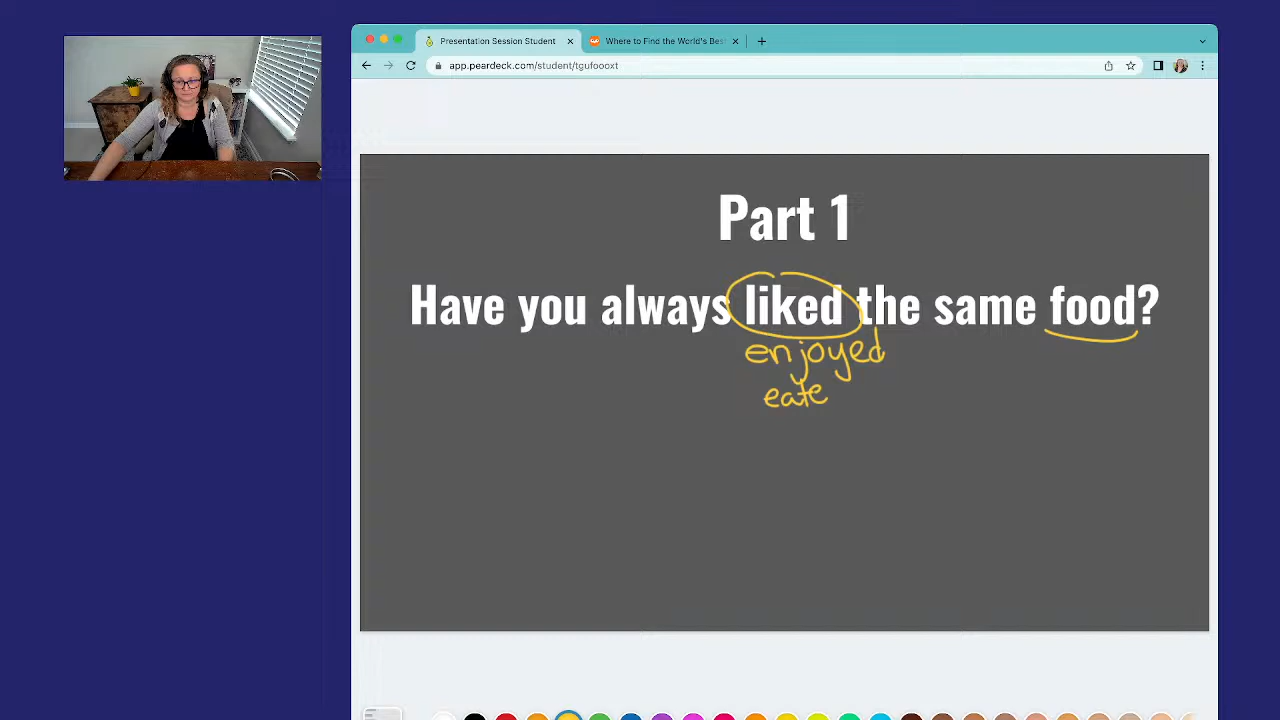 Presentation Session Student
Where to Find the World's Bes
app.peardeck.com/student/tgufoooxt
Part 1
Have you always liked the same food?
enjoyed
eate